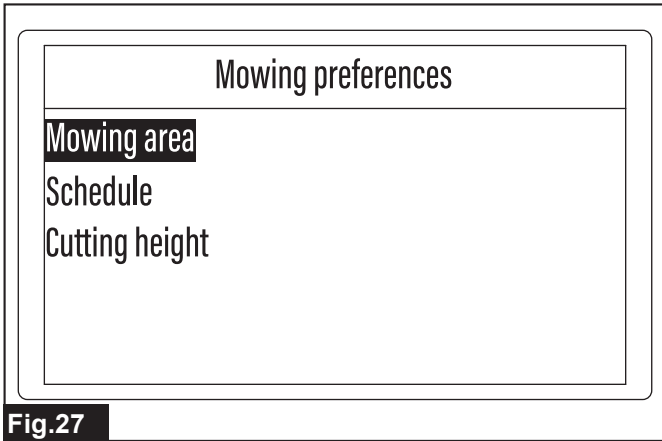 Mowing preferences
Mowing area
Schedule
Cutting height
Fig.27